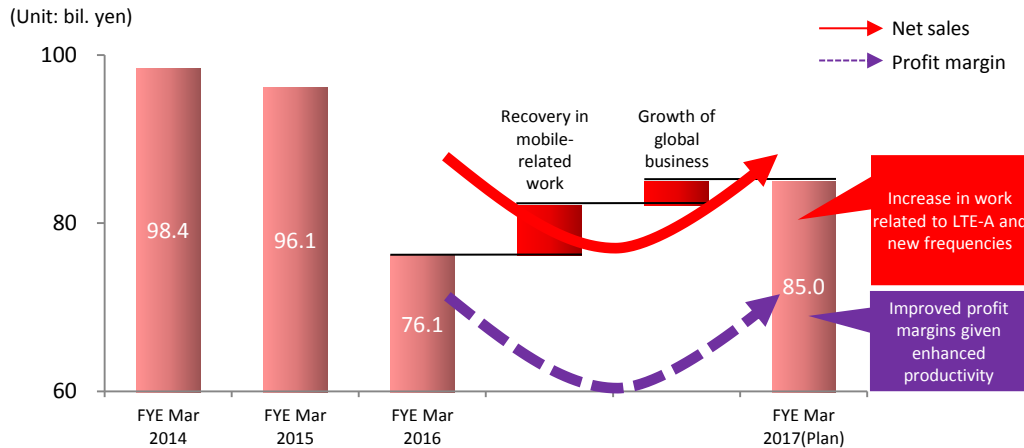 (Unit: bil. yen)
Net sales
Profit margin
100
80
60
98.4
96.1
76.1
85.0
Recovery in
mobile-
related
work
Growth of
global
business
Increase in work
related to LTE-A and
new frequencies
Improved profit
margins given
enhanced
productivity
FYE Mar
2014
FYE Mar
2015
FYE Mar
2016
FYE Mar
2017(Plan)